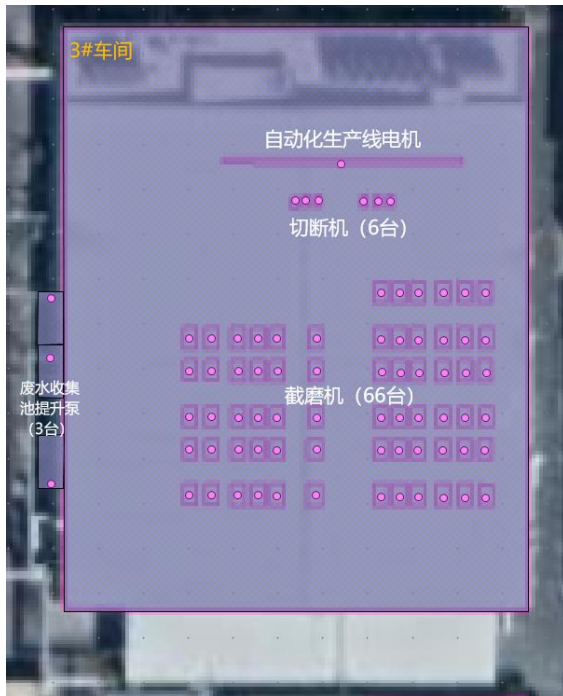 3#车间
自动化生产线电机
切断机（6台）
截磨机（66台）
废水收集
池提升泵
（3台）